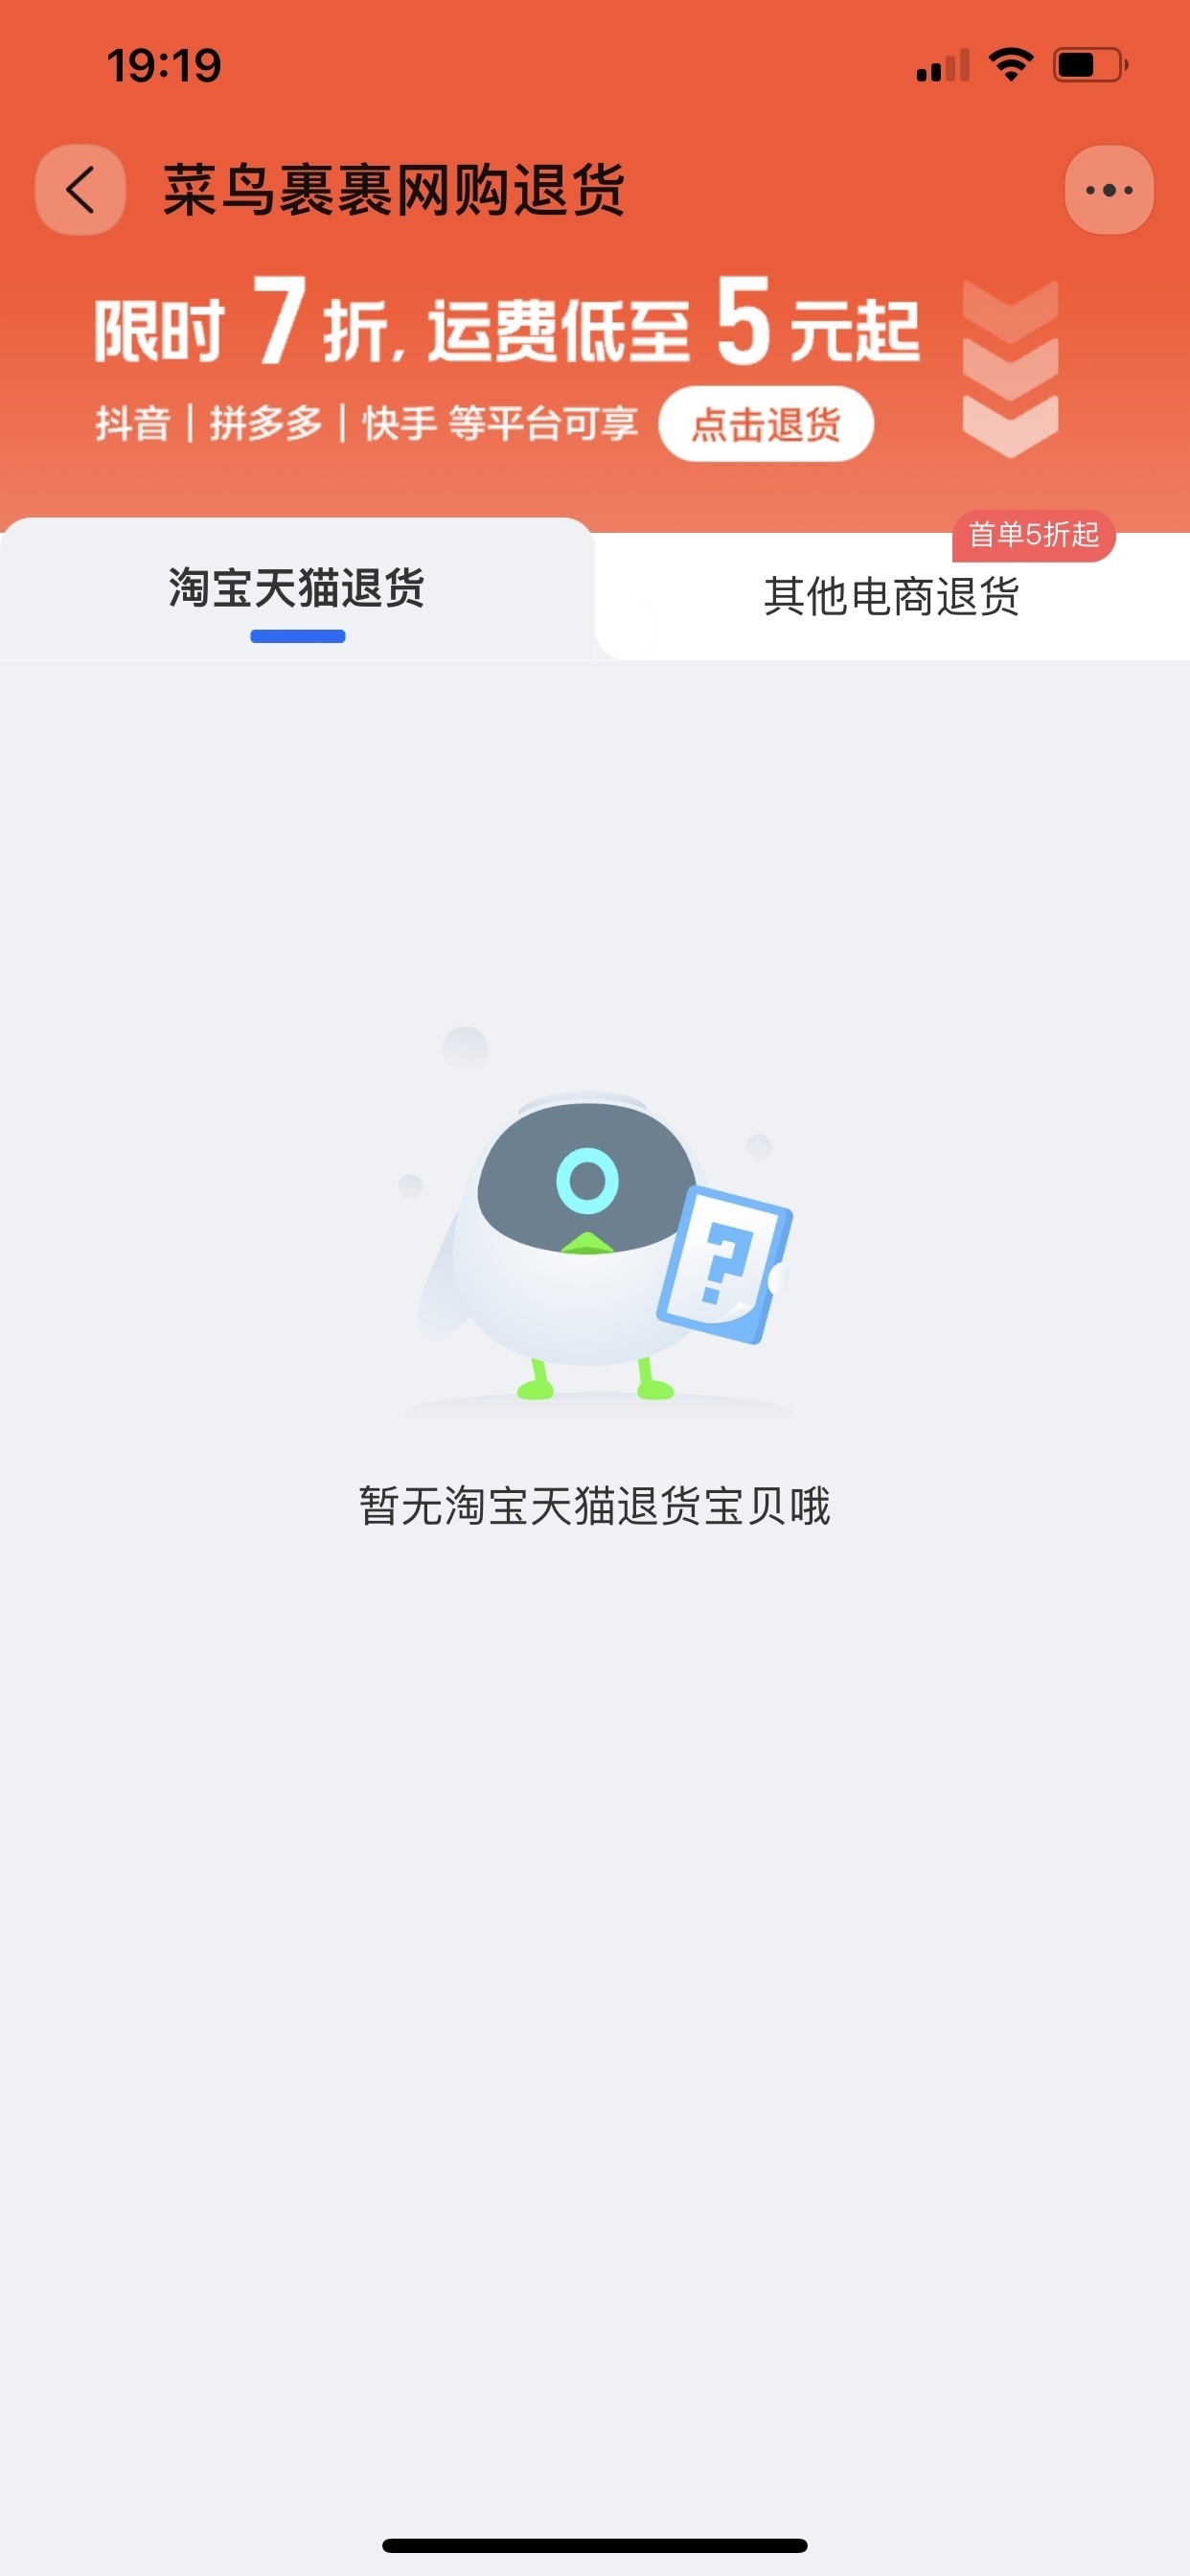 19:19
菜鸟裹裹网购退货
限时7折, 运费低至5元起
抖音|拼多多|快手 等平台可享 点击退货
首单5折起
淘宝天猫退货 其他电商退货
?
暂无淘宝天猫退货宝贝哦